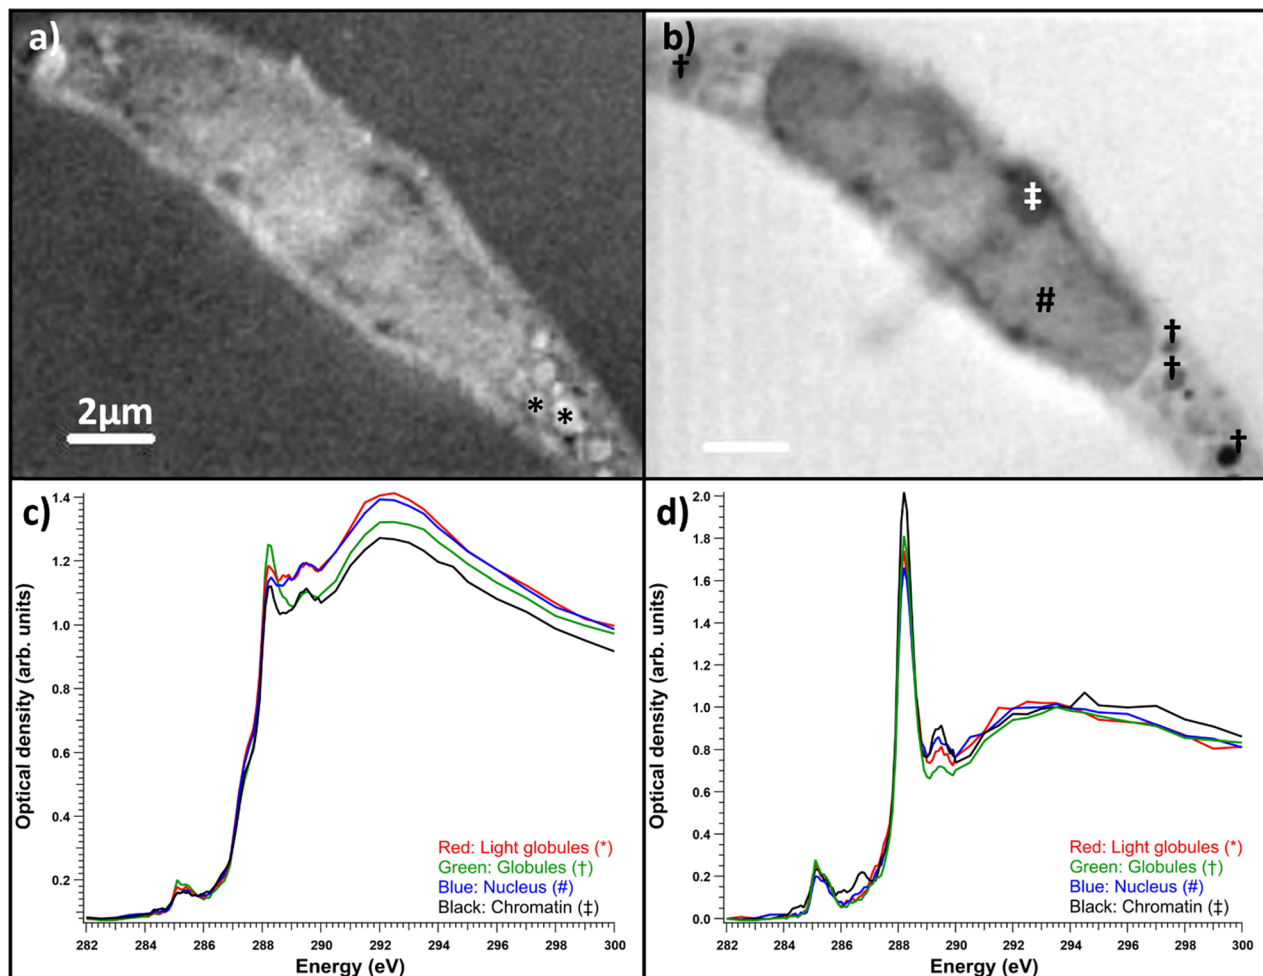 a)
*
*
2μm
b)
†
‡
#
†
†
†
c)
Optical density (arb. units)
1.4
1.2
1.0
0.8
0.6
0.4
0.2
282
284
286
288
290
292
294
296
298
300
Energy (eV)
Red: Light globules (*)
Green: Globules (†)
Blue: Nucleus (#)
Black: Chromatin (‡)
d)
Optical density (arb. units)
2.0
1.8
1.6
1.4
1.2
1.0
0.8
0.6
0.4
0.2
0.0
282
284
286
288
290
292
294
296
298
300
Energy (eV)
Red: Light globules (*)
Green: Globules (†)
Blue: Nucleus (#)
Black: Chromatin (‡)